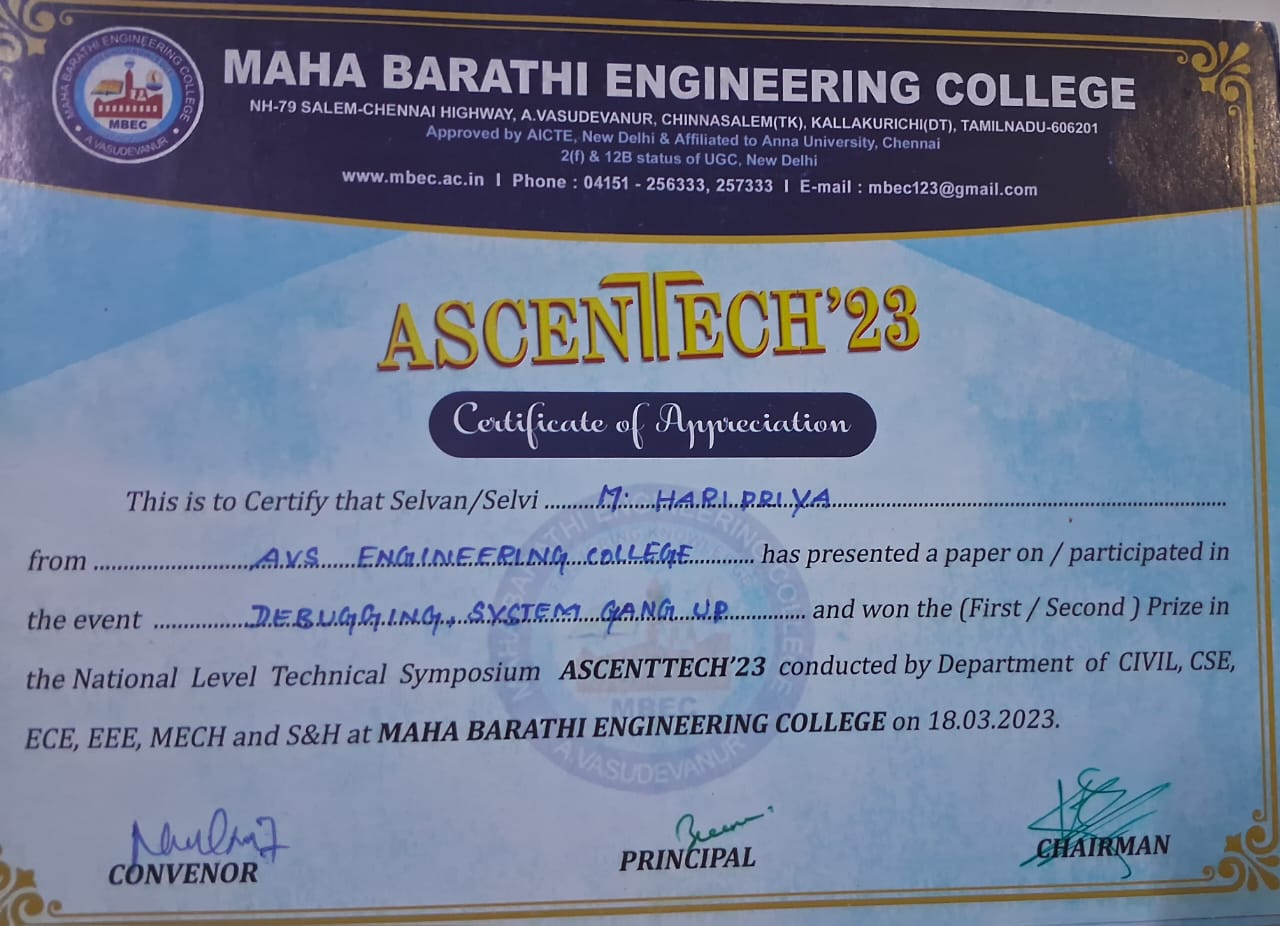 MAHA BARATHI ENGINEERING COLLEGE
NH-79 SALEM-CHENNAI HIGHWAY, A.VASUDEVANUR, CHINNASALEM(TK), KALLAKURICHI(DT), TAMILNADU-606201
Approved by AICTE, New Delhi & Affiliated to Anna University, Chennai
2(f) & 12B status of UGC, New Delhi
www.mbec.ac.in I Phone : 04151 - 256333, 257333 I E-mail : mbec123@gmail.com
MAHA BARATHI ENGINEERING COLLEGE
MBEC
A.VASUDEVANUR
ASCENTTECH'23
Certificate of Appreciation
This is to Certify that Selvan/Selvi M. HARIPRIYA
from AVS ENGINEERING COLLEGE has presented a paper on / participated in
the event DEBUGGING, SYSTEM GANG UP and won the (First / Second ) Prize in
the National Level Technical Symposium ASCENTTECH'23 conducted by Department of CIVIL, CSE,
ECE, EEE, MECH and S&H at MAHA BARATHI ENGINEERING COLLEGE on 18.03.2023.
MAHA BARATHI ENGINEERING COLLEGE
MBEC
A.VASUDEVANUR
CONVENOR PRINCIPAL CHAIRMAN